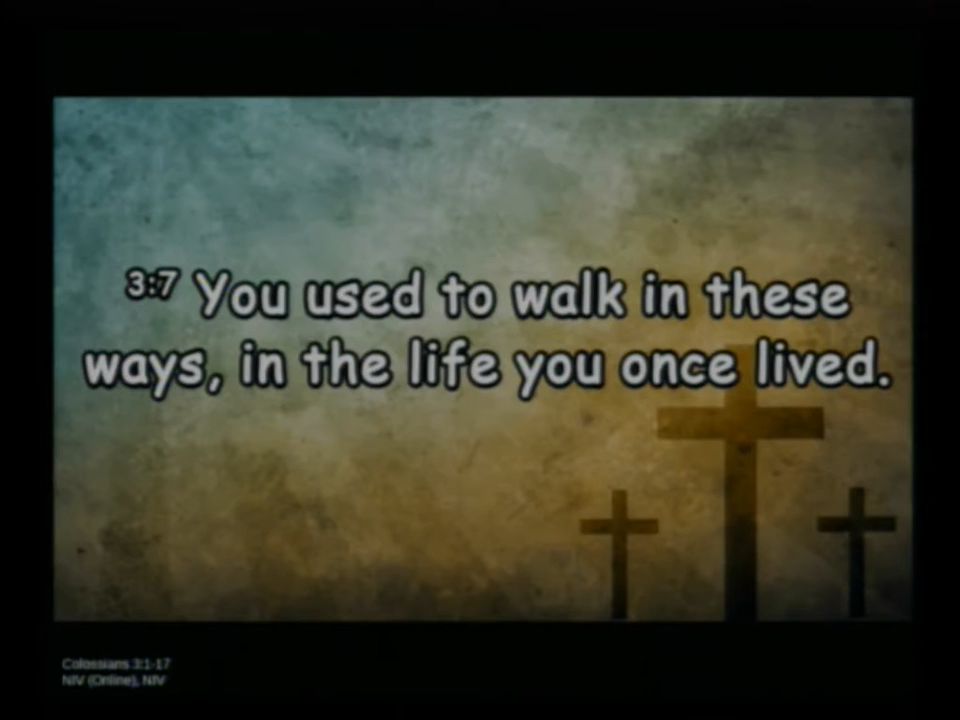 3:7 You used to walk in these
ways, in the life you once lived.
Colossians 3:1-17
NIV (Online), NIV